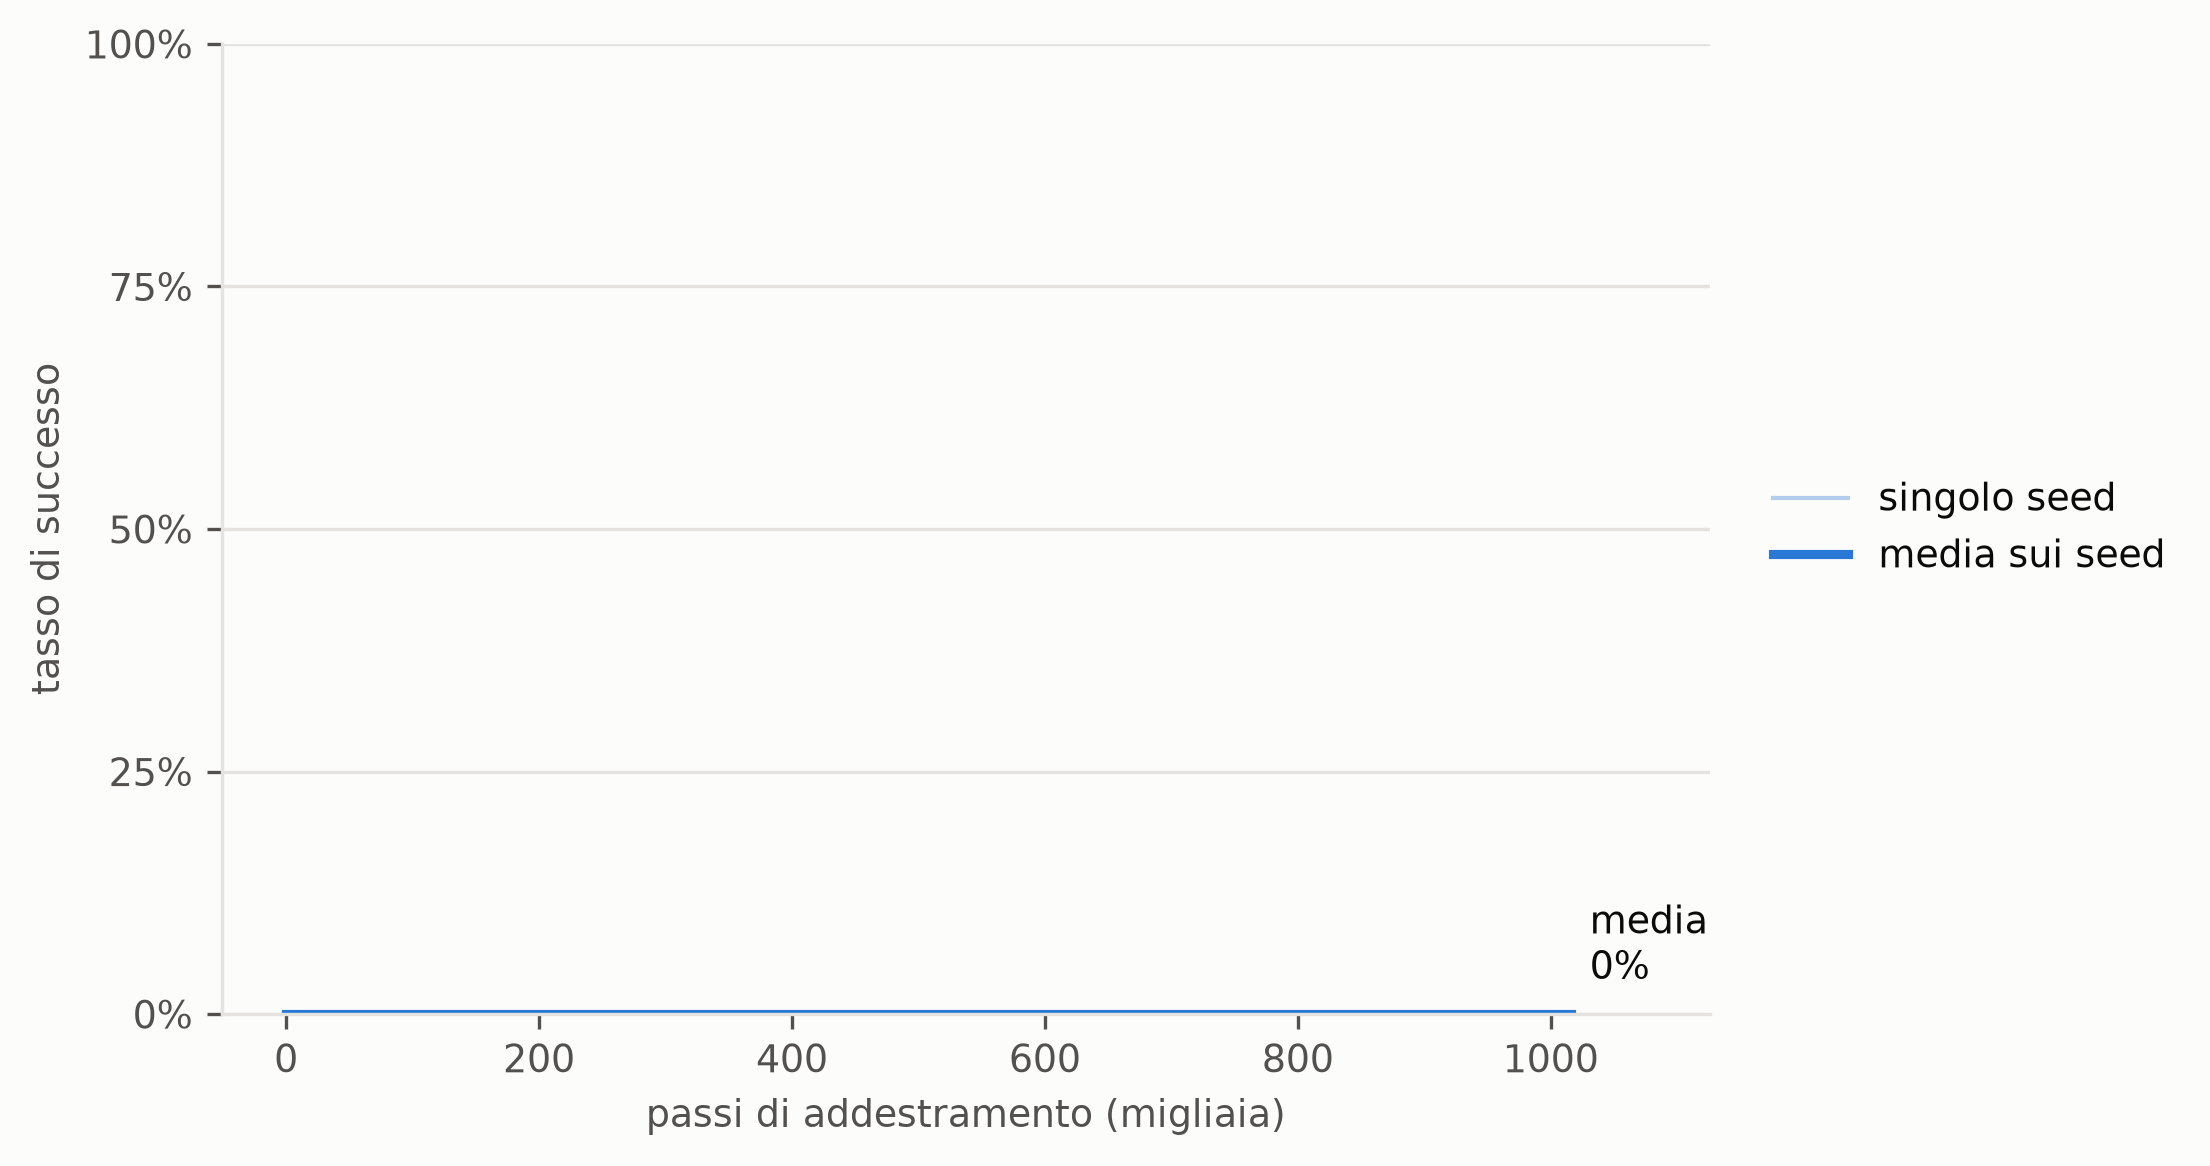 100%
75%
50%
25%
0%
tasso di successo
0
200
400
600
800
1000
passi di addestramento (migliaia)
media
0%
singolo seed
media sui seed